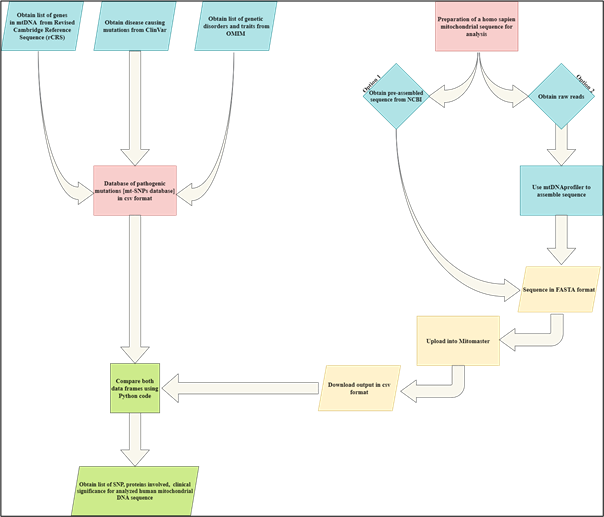 Obtain list of genes
in mtDNA from Revised
Cambridge Reference
Sequence (rCRS)
Obtain disease causing
mutations from ClinVar
Obtain list of genetic
disorders and traits from
OMIM
Preparation of a homo sapien
mitochondrial sequence for
analysis
Option 1
Obtain pre-assembled
sequence from NCBI
Option 2
Obtain raw reads
Database of pathogenic
mutations [mt-SNPs database]
in csv format
Use mtDNAprofiler to
assemble sequence
Sequence in FASTA format
Upload into Mitomaster
Download output in csv
format
Compare both
data frames using
Python code
Obtain list of SNP, proteins involved, clinical
significance for analyzed human mitochondrial
DNA sequence